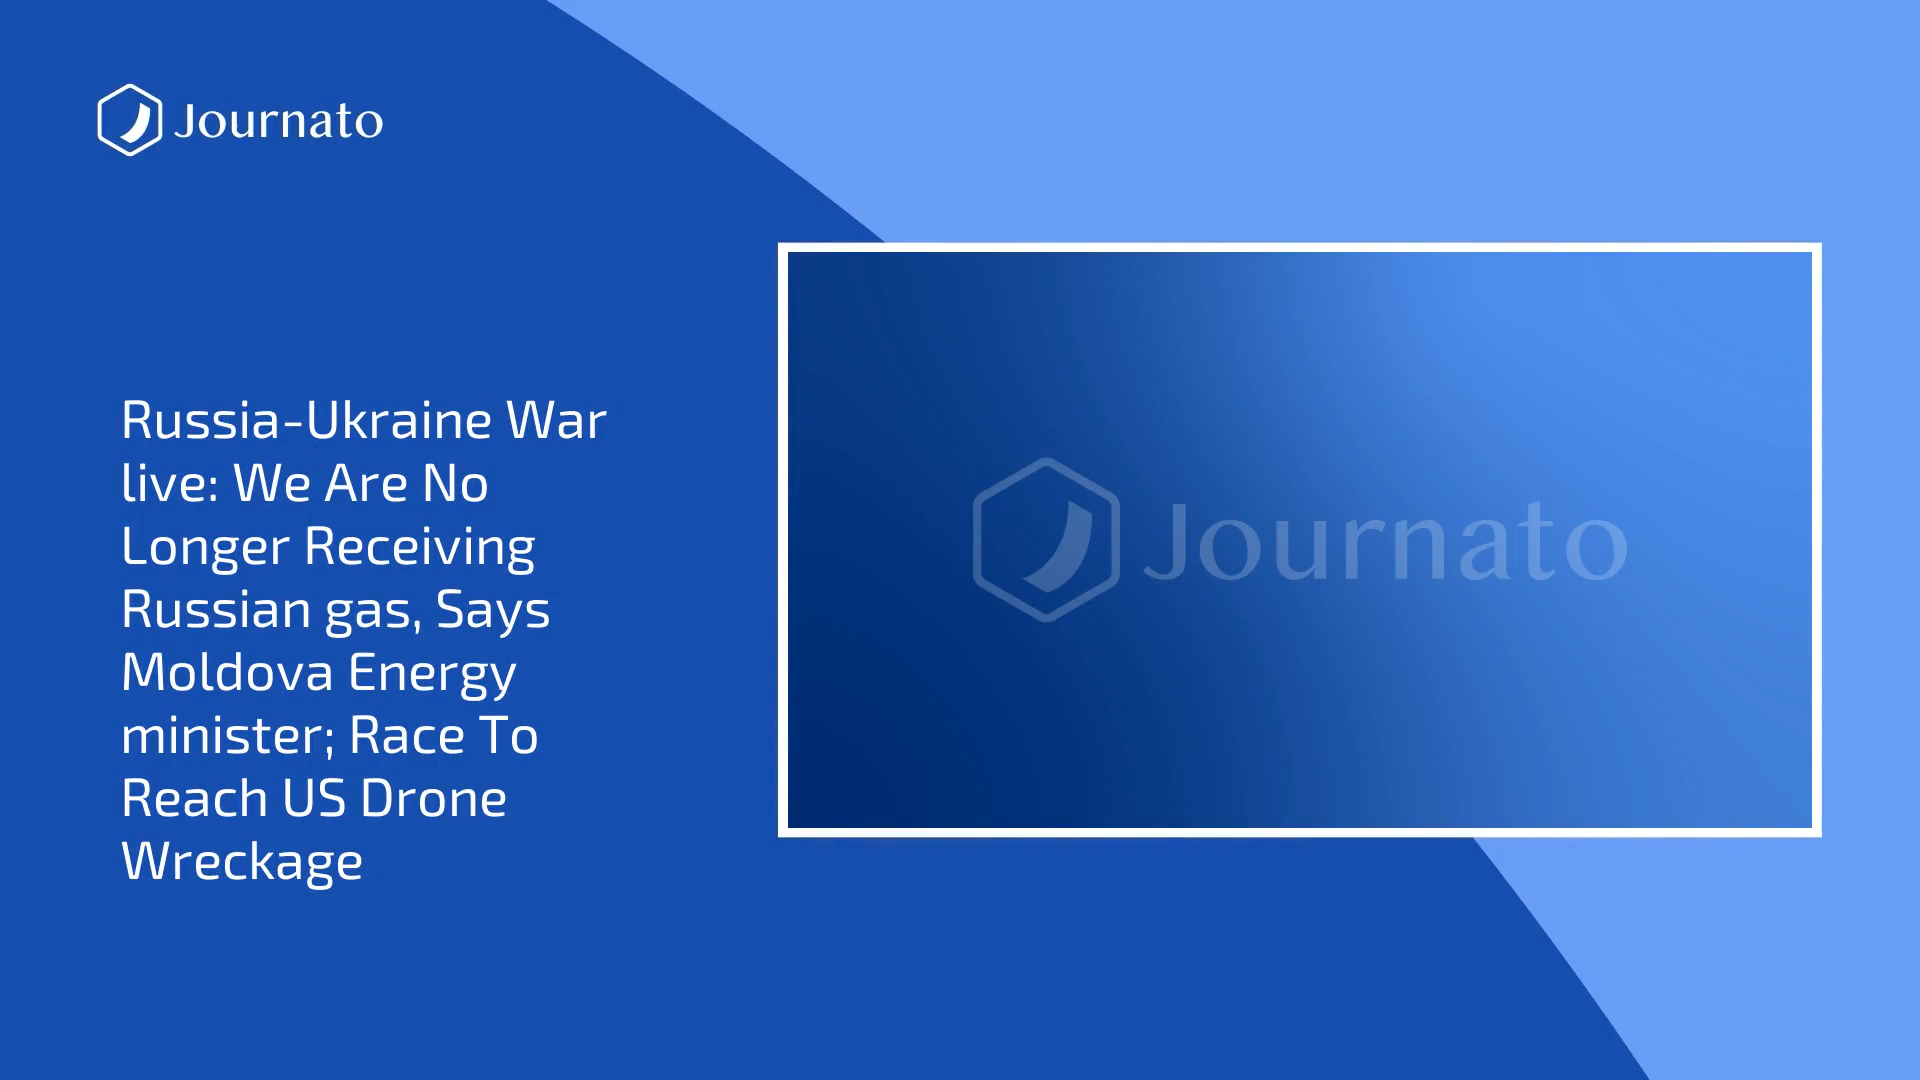 Journato
Russia-Ukraine War
live: We Are No
Longer Receiving
Russian gas, Says
Moldova Energy
minister; Race To
Reach US Drone
Wreckage
Journato